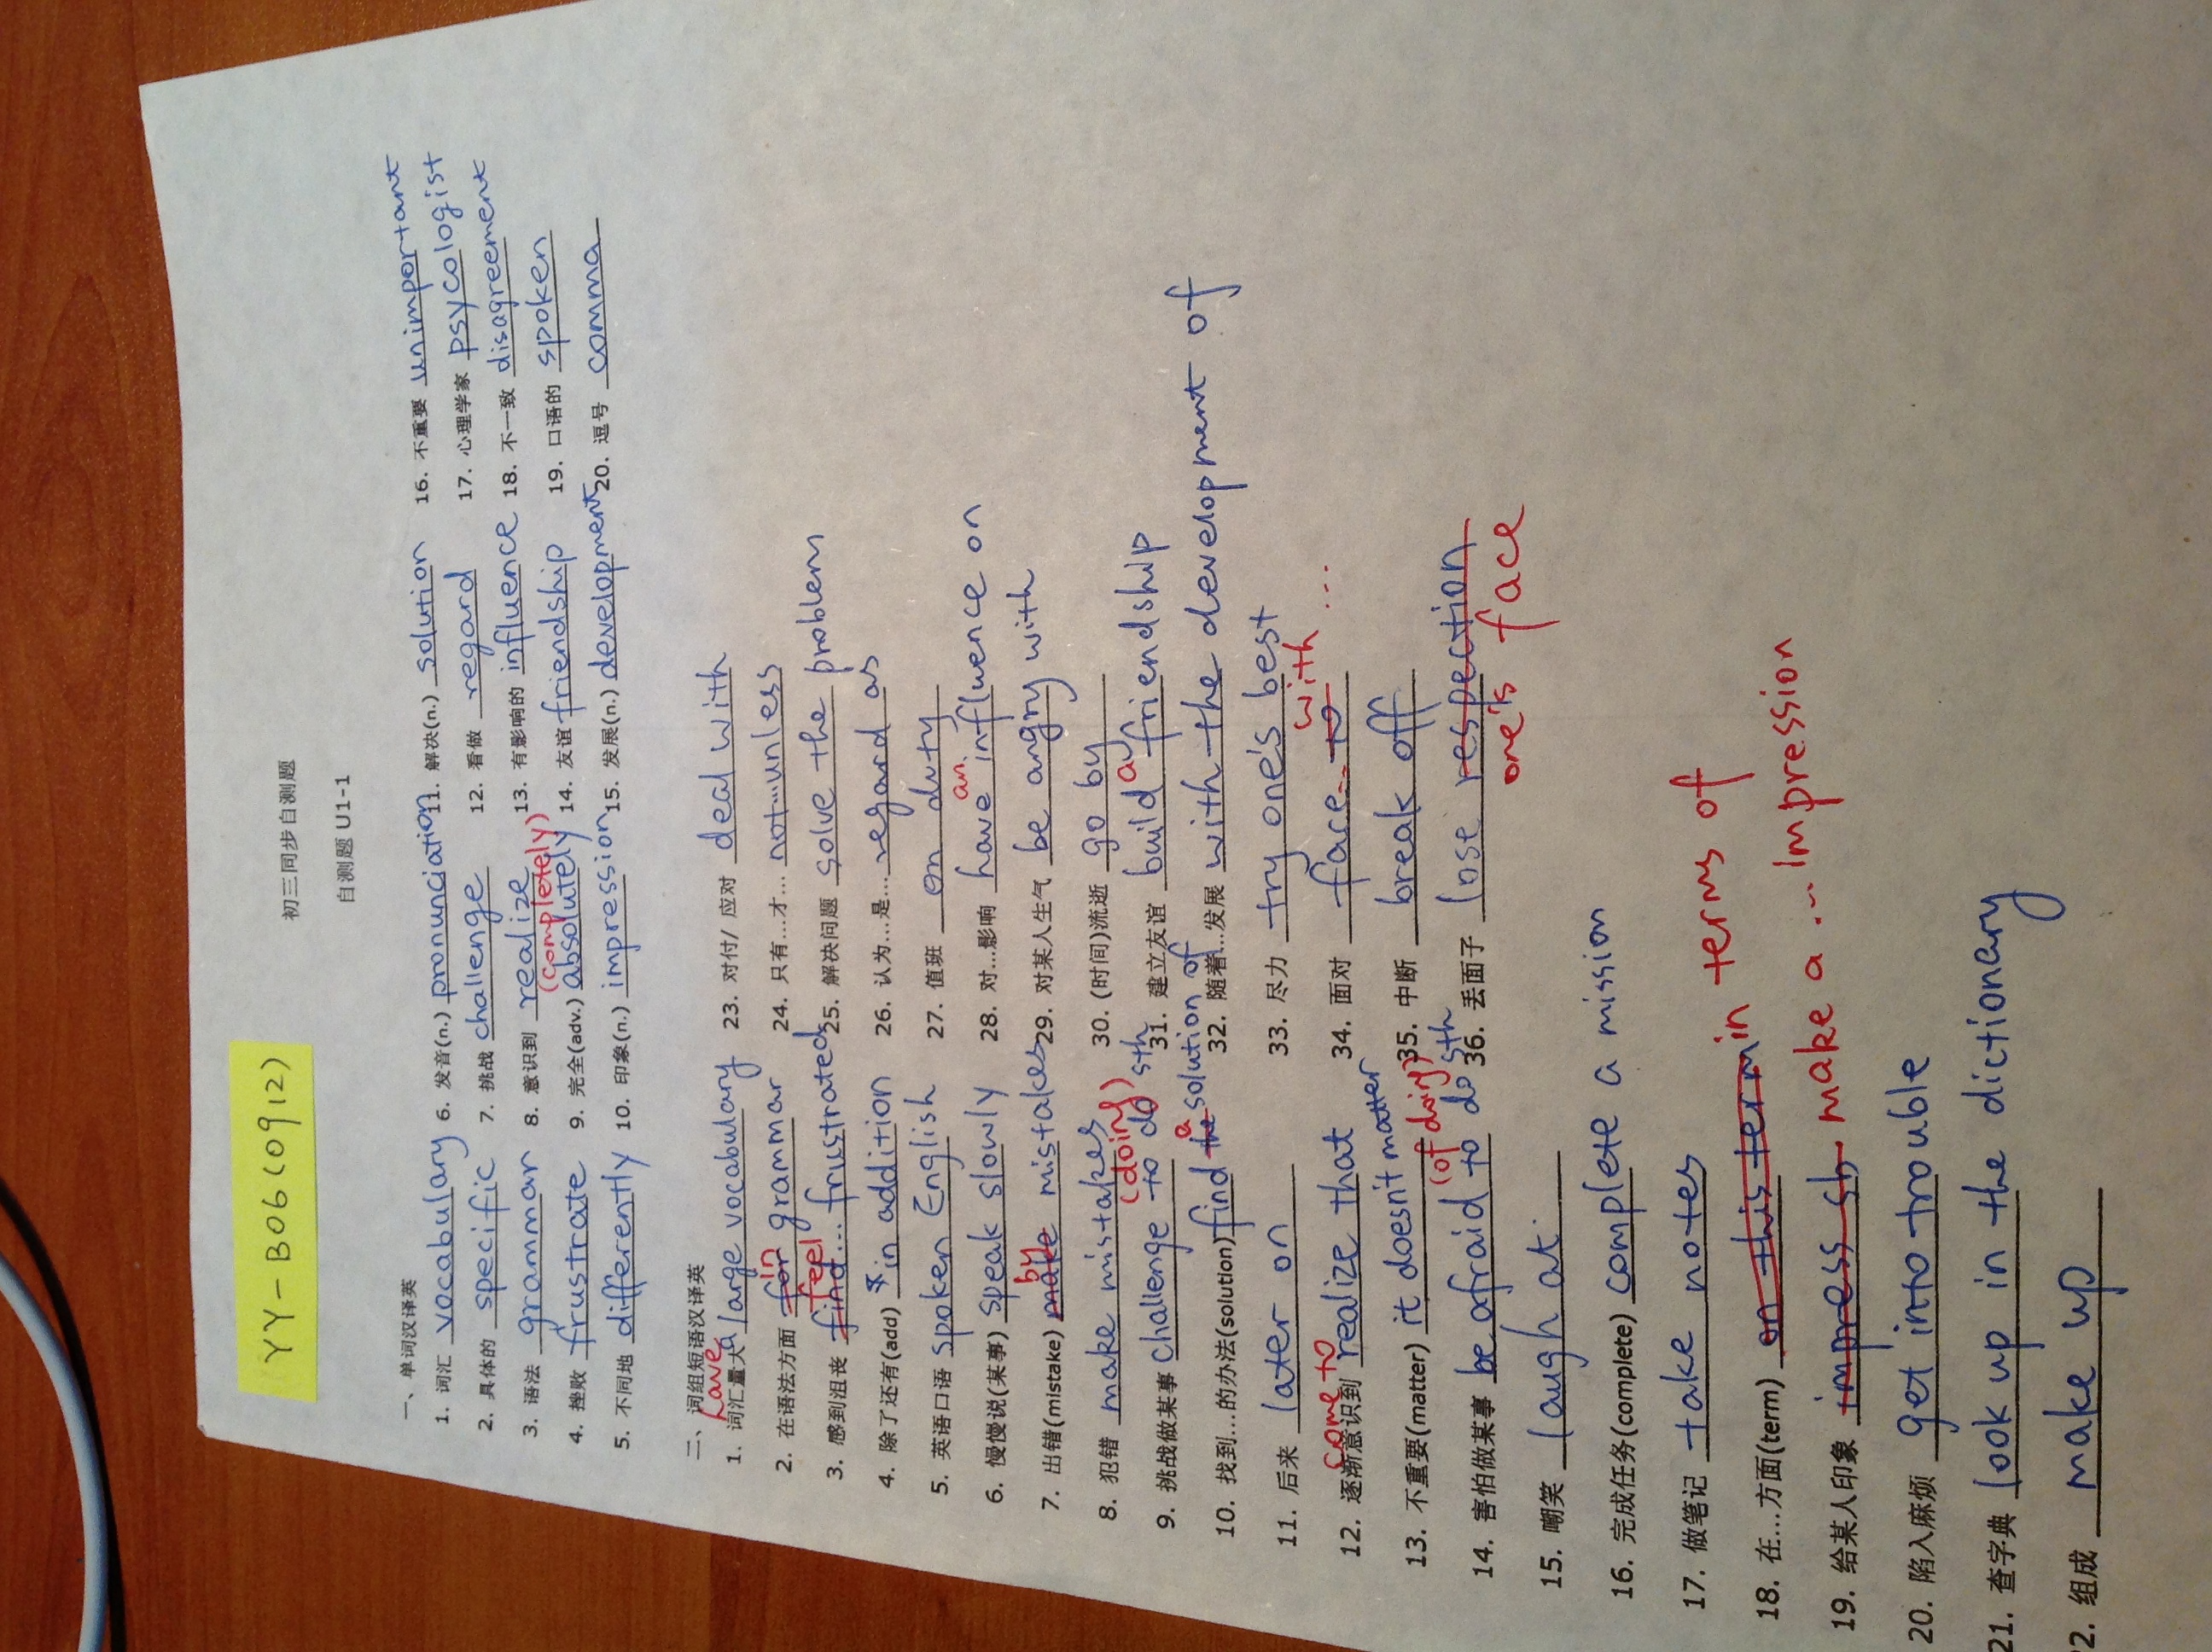 YY-B06(0912)
初三同步自测题
自测题 U1-1
一、单词汉译英
1. 词汇 vocabulary 6. 发音(n.) pronunciation 11. 解决(n.) solution 16. 不重要 unimportant
2. 具体的 specific 7. 挑战 challenge 12. 看做 regard 17. 心理学家 psycologist
3. 语法 grammar 8. 意识到 realize 13. 有影响的 influence 18. 不一致 disagreement
(completely)
4. 挫败 frustrate 9. 完全(adv.) absolutely 14. 友谊 friendship 19. 口语的 spoken
5. 不同地 differently 10. 印象(n.) impression 15. 发展(n.) development 20. 逗号 comma
二、词组短语汉译英
have
1. 词汇量大 a large vocabulary 23. 对付/ 应对 deal with
in
2. 在语法方面 for grammar 24. 只有…才… not…unless
feel
3. 感到沮丧 find… frustrated 25. 解决问题 solve the problem
4. 除了还有(add) in addition 26. 认为…是… regard as
5. 英语口语 spoken English 27. 值班 on duty
an
6. 慢慢说(某事) speak slowly 28. 对…影响 have influence on
by
7. 出错(mistake) make mistakes 29. 对某人生气 be angry with
8. 犯错 make mistakes 30. (时间)流逝 go by
(doing) a
9. 挑战做某事 challenge to do sth 31. 建立友谊 build friendship
a
10. 找到…的办法(solution) find the solution of 32. 随着…发展 with the development of
11. 后来 later on 33. 尽力 try one's best
come to with
12. 逐渐意识到 realize that 34. 面对 face… to …
13. 不重要(matter) it doesn't matter 35. 中断 break off
(of doing)
14. 害怕做某事 be afraid to do sth 36. 丢面子 lose respection
one's face
15. 嘲笑 laugh at
16. 完成任务(complete) complete a mission
17. 做笔记 take notes
18. 在…方面(term) on this term in terms of
19. 给某人印象 impress sb. make a … impression
20. 陷入麻烦 get into trouble
21. 查字典 look up in the dictionary
2. 组成 make up